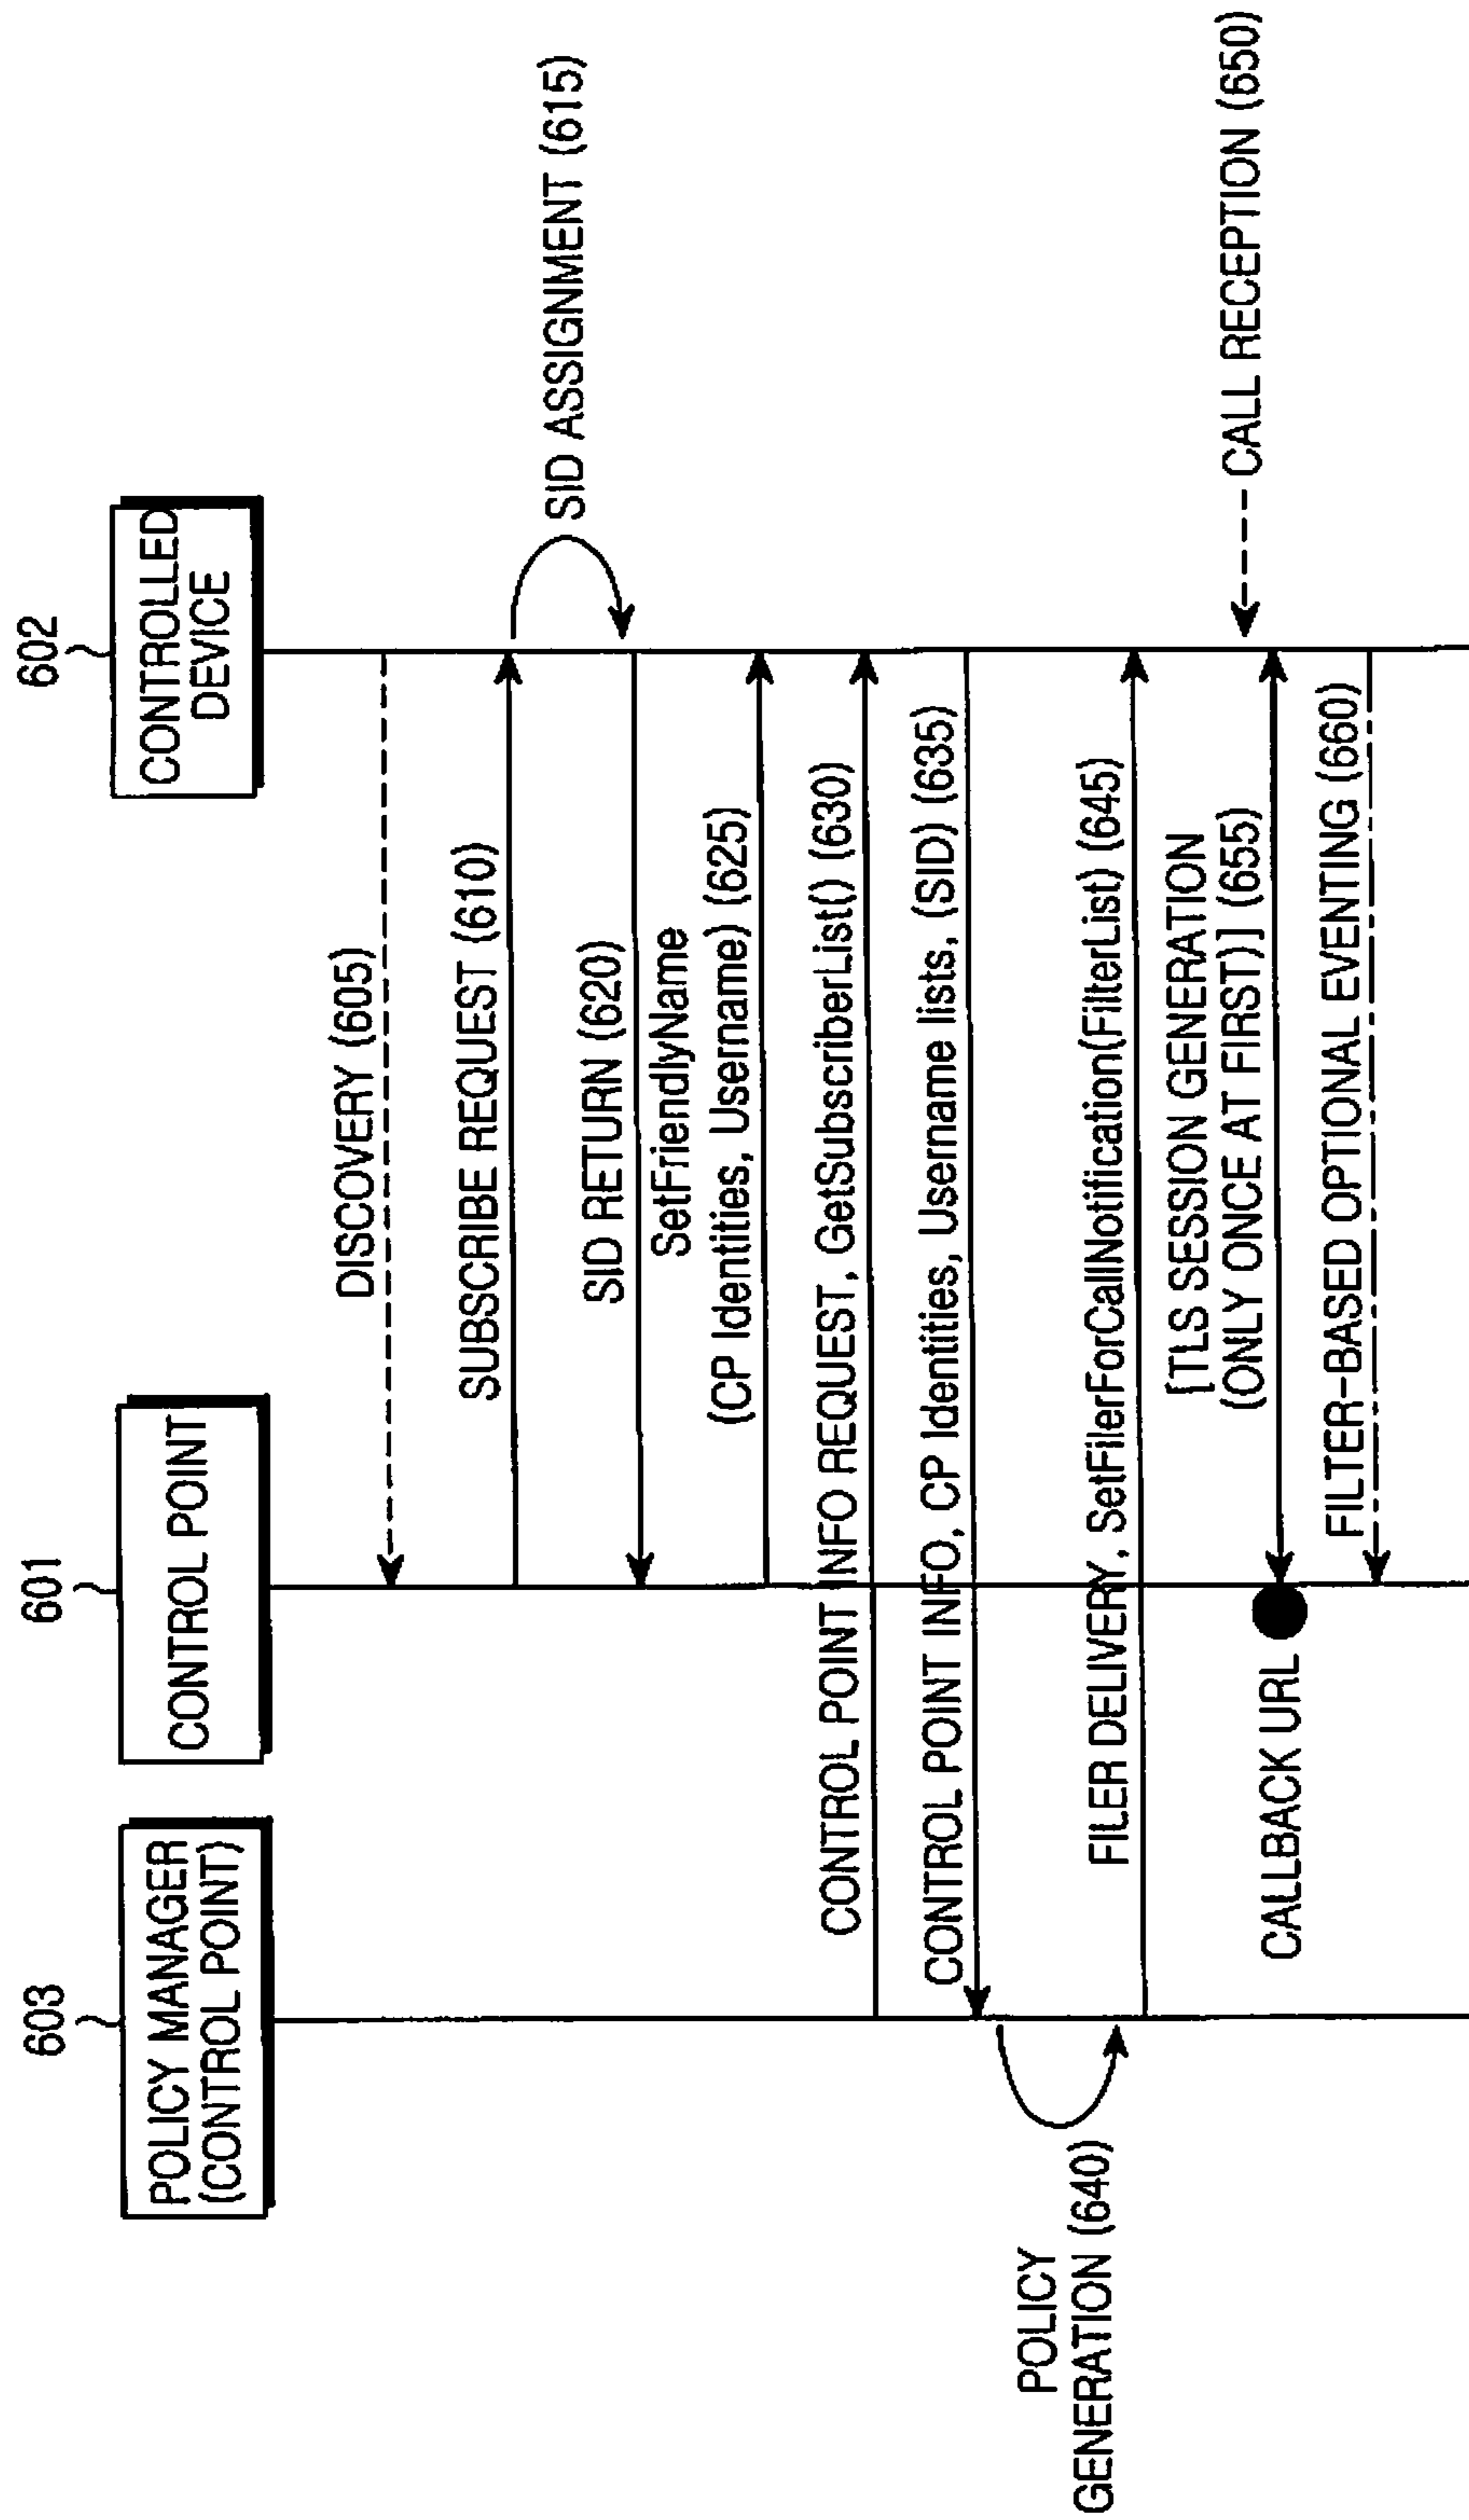 603
POLICY MANAGER
(CONTROL POINT)
601
CONTROL POINT
602
CONTROLLED
DEVICE
DISCOVERY (605)
SUBSCRIBE REQUEST (610)
SID ASSIGNMENT (615)
SID RETURN (620)
SetFriendlyName
(CP Identities, Username) (625)
CONTROL POINT INFO REQUEST, GetSubscriberList() (630)
CONTROL POINT INFO, CP Identities, Username lists, (SID) (635)
POLICY
GENERATION (640)
FILER DELIVERY, SetFilerForCallNotification(FilterList) (645)
CALL RECEPTION (650)
[TLS SESSION GENERATION
(ONLY ONCE AT FIRST)] (655)
CALLBACK URL
FILTER-BASED OPTIONAL EVENTING (660)